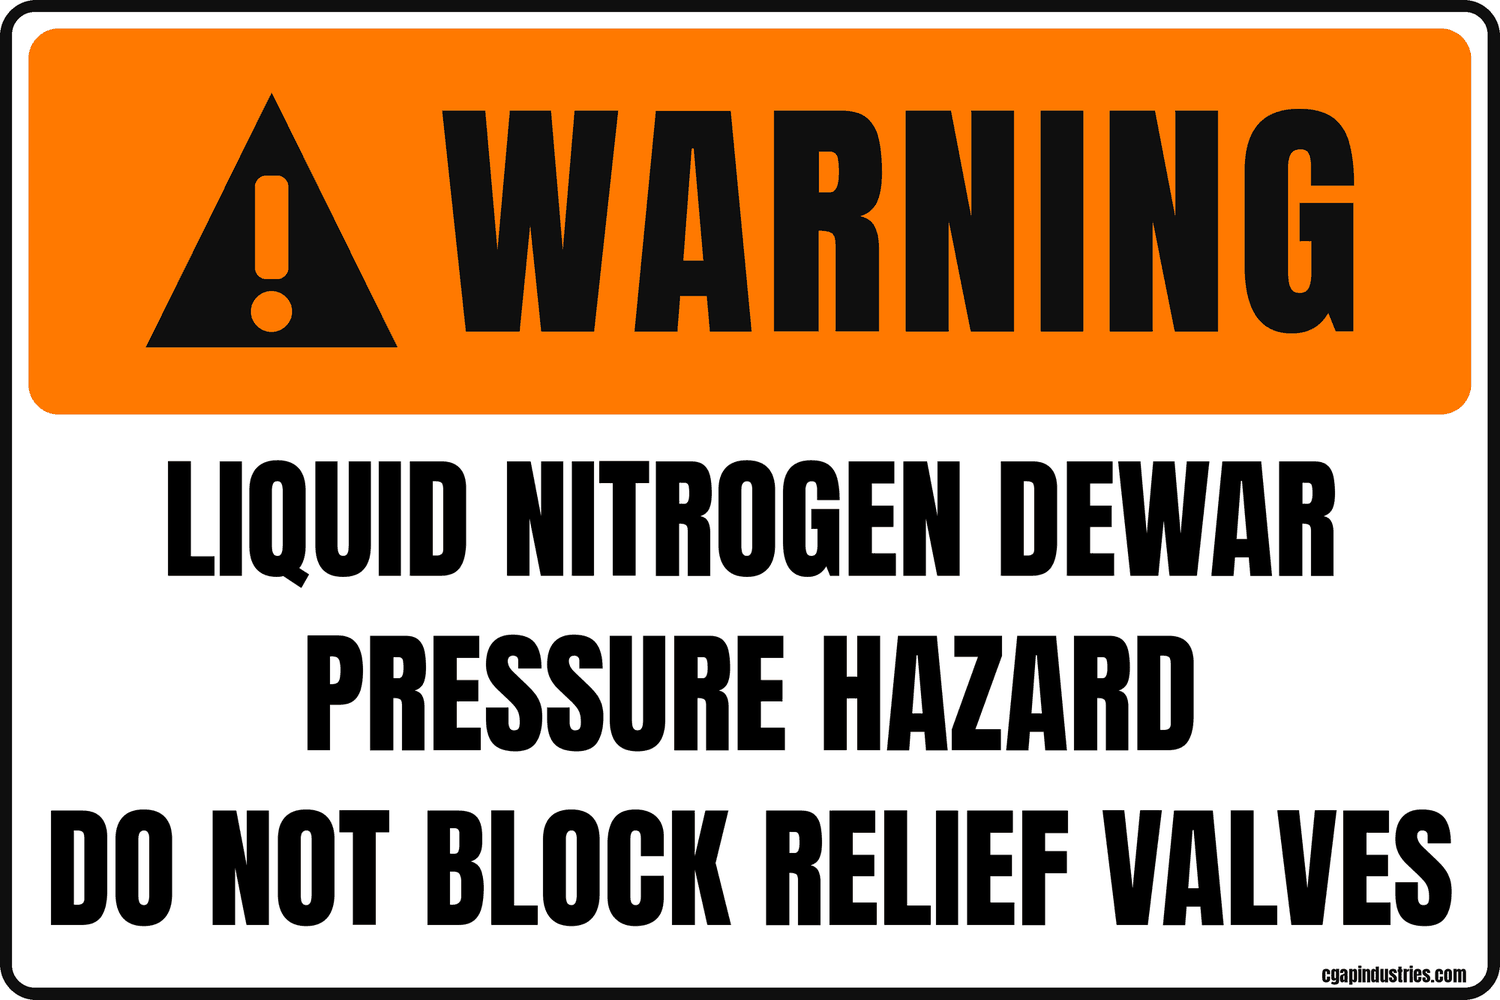 WARNING
LIQUID NITROGEN DEWAR
PRESSURE HAZARD
DO NOT BLOCK RELIEF VALVES
cgapindustries.com